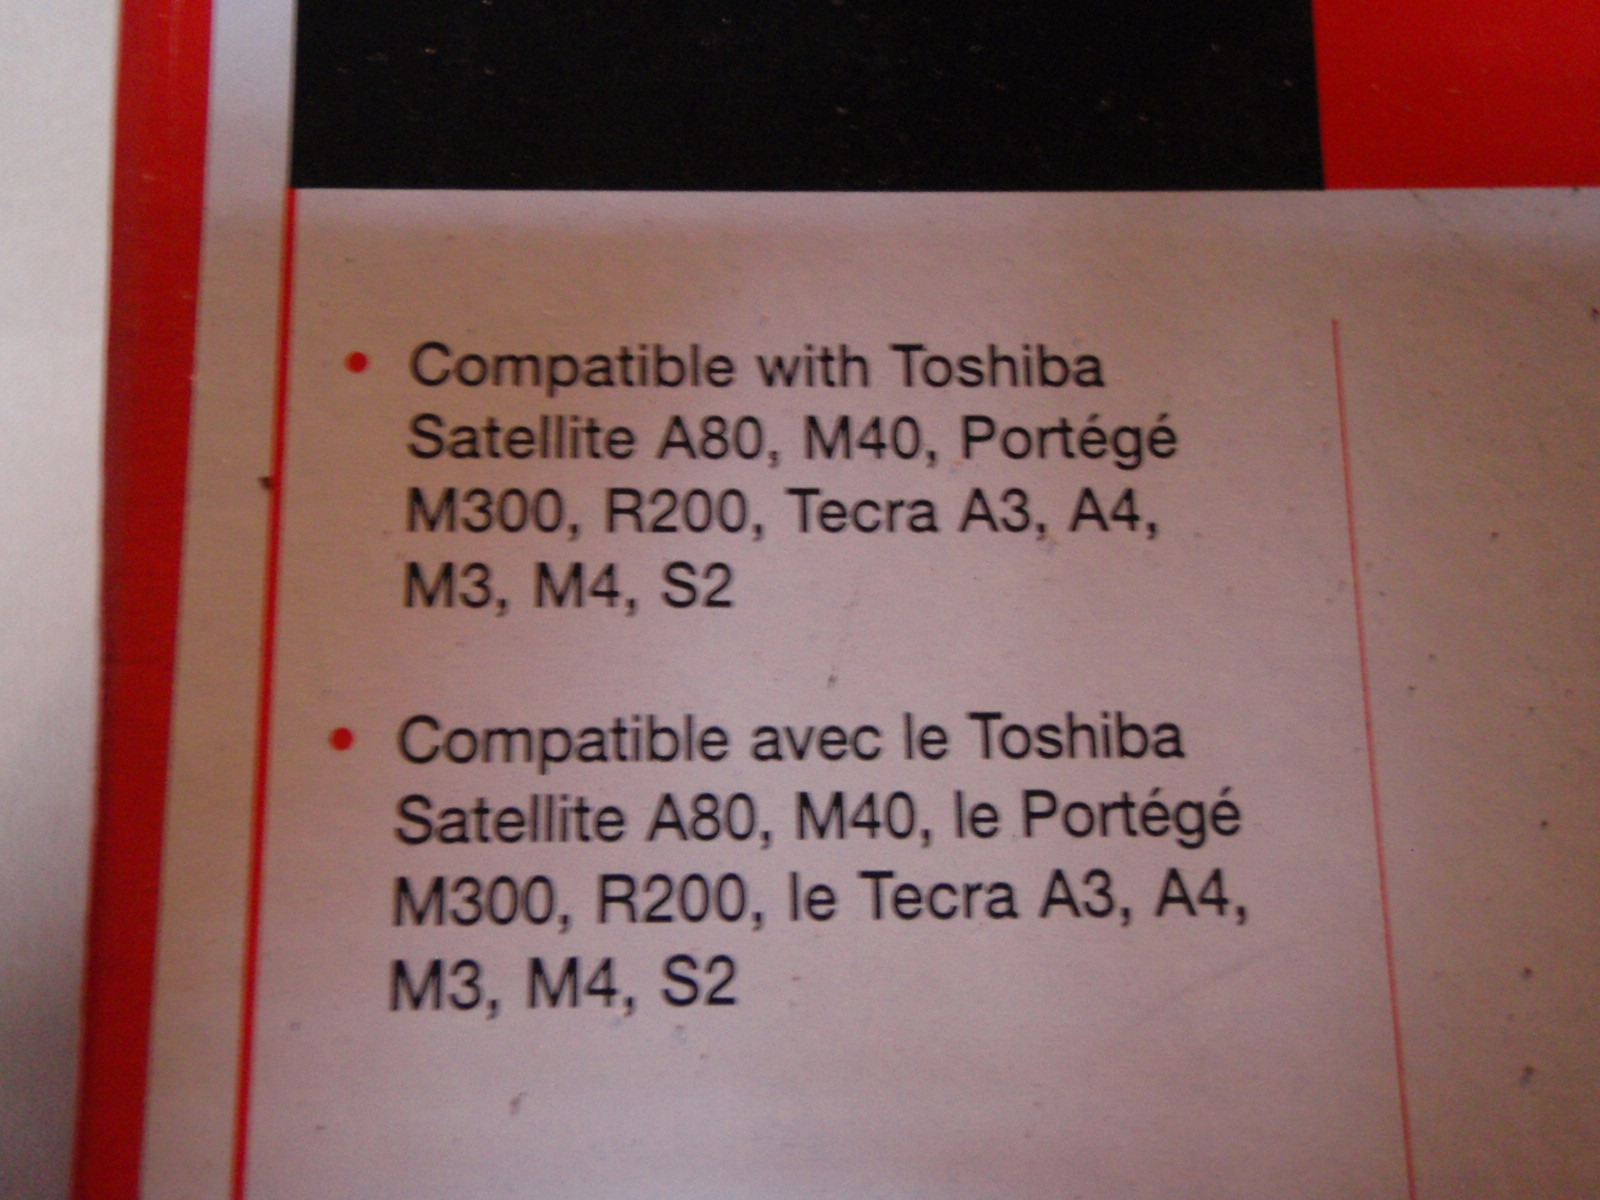 • Compatible with Toshiba
Satellite A80, M40, Portégé
M300, R200, Tecra A3, A4,
M3, M4, S2
• Compatible avec le Toshiba
Satellite A80, M40, le Portégé
M300, R200, le Tecra A3, A4,
M3, M4, S2